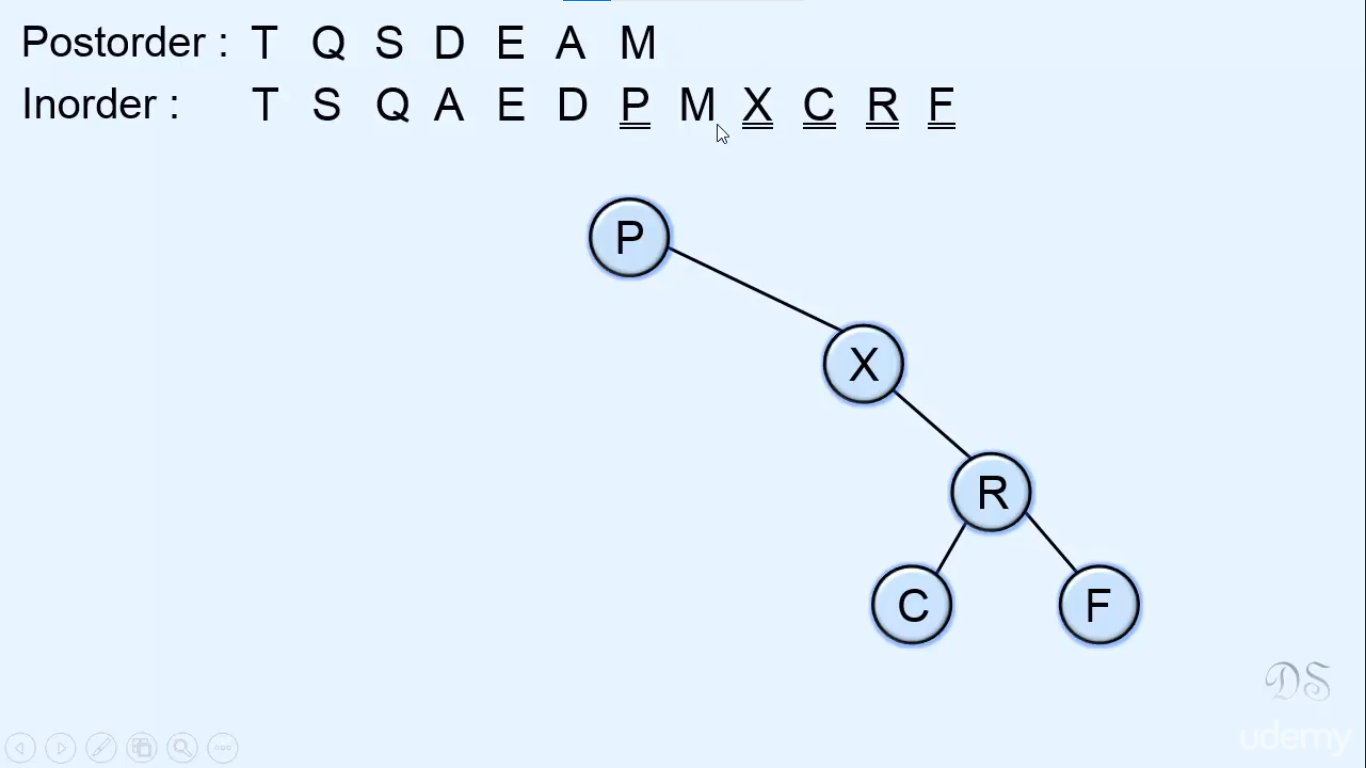 Postorder : T Q S D E A M
Inorder : T S Q A E D P M X C R F
P
X
R
C F
DS
udemy